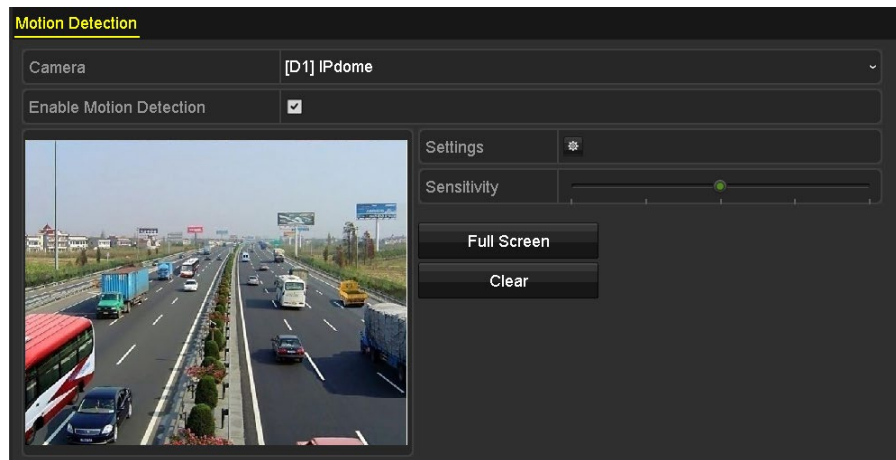 Motion Detection
Camera
[D1] IPdome
Enable Motion Detection
Settings
Sensitivity
Full Screen
Clear